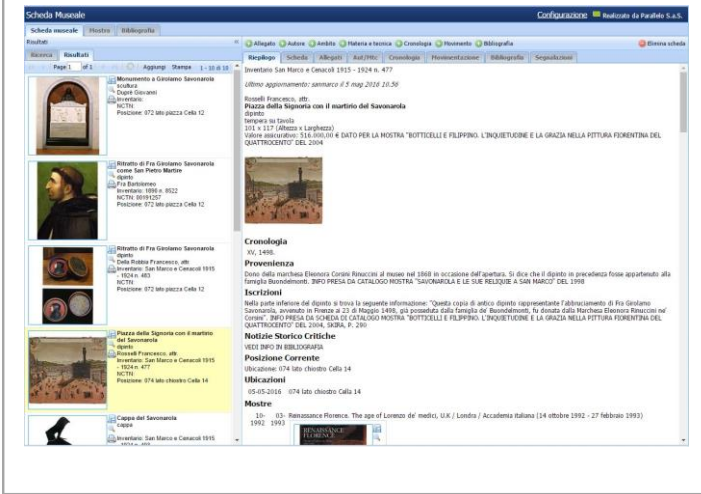 Scheda Museale
Configurazione Realizzato da Parallelo S.a.S.
Scheda museale Mostre Bibliografia
Risultati
Ricerca Risultati
Page 1 of 1 Aggiungi Stampa 1 - 18 di 18
Monumento a Girolamo Savonarola
scultura
Duprè Giovanni
Inventario:
NCTN:
Posizione: 072 lato piazza Cella 12
Ritratto di Fra Girolamo Savonarola
come San Pietro Martire
dipinto
Fra Bartolomeo
Inventario: 1890 n. 8522
NCTN: 00191257
Posizione: 072 lato piazza Cella 12
Ritratto di Fra Girolamo Savonarola
dipinto
Della Robbia Francesco, attr.
Inventario: San Marco e Cenacoli 1915
- 1924 n. 483
NCTN:
Posizione: 072 lato piazza Cella 12
Piazza della Signoria con il martirio
del Savonarola
dipinto
Rosselli Francesco, attr.
Inventario: San Marco e Cenacoli 1915
- 1924 n. 477
NCTN:
Posizione: 074 lato chiostro Cella 14
Cappa del Savonarola
cappa
Inventario: San Marco e Cenacoli 1915
Allegato Autore Ambito Materia e tecnica Cronologia Movimento Bibliografia Elimina scheda
Riepilogo Scheda Allegati Aut/Mtc Cronologia Movimentazione Bibliografia Segnalazioni
Inventario San Marco e Cenacoli 1915 - 1924 n. 477
Ultimo aggiornamento: sanmarco il 5 mag 2016 10.56
Rosselli Francesco, attr.
Piazza della Signoria con il martirio del Savonarola
dipinto
tempera su tavola
101 x 117 (Altezza x Larghezza)
Valore assicurativo: 516.000,00 € DATO PER LA MOSTRA "BOTTICELLI E FILIPPINO. L'INQUIETUDINE E LA GRAZIA NELLA PITTURA FIORENTINA DEL
QUATTROCENTO" DEL 2004
Cronologia
XV, 1498.
Provenienza
Dono della marchesa Eleonora Corsini Rinuccini al museo nel 1868 in occasione dell'apertura. Si dice che il dipinto in precedenza fosse appartenuto alla
famiglia Buondelmonti. INFO PRESA DA CATALOGO MOSTRA "SAVONAROLA E LE SUE RELIQUIE A SAN MARCO" DEL 1998
Iscrizioni
Nella parte inferiore del dipinto si trova la seguente informazione: "Questa copia di antico dipinto rappresentante l'abbruciamento di Fra Girolamo
Savonarola, avvenuto in Firenze ai 23 di Maggio 1498, già posseduta dalla famiglia de' Buondelmonti, fu donata dalla Marchesa Eleonora Rinuccini ne'
Corsini". INFO PRESA DA SCHEDA DI CATALOGO MOSTRA "BOTTICELLI E FILIPPINO. L'INQUIETUDINE E LA GRAZIA NELLA PITTURA FIORENTINA DEL
QUATTROCENTO" DEL 2004, SKIRA, P. 290
Notizie Storico Critiche
VEDI INFO IN BIBLIOGRAFIA
Posizione Corrente
Ubicazione: 074 lato chiostro Cella 14
Ubicazioni
05-05-2016 074 lato chiostro Cella 14
Mostre
10- 03- Renaissance Florence. The age of Lorenzo de' medici, U.K / Londra / Accademia italiana (14 ottobre 1992 - 27 febbraio 1993)
1992 1993
RENAISSANCE
FLORENCE